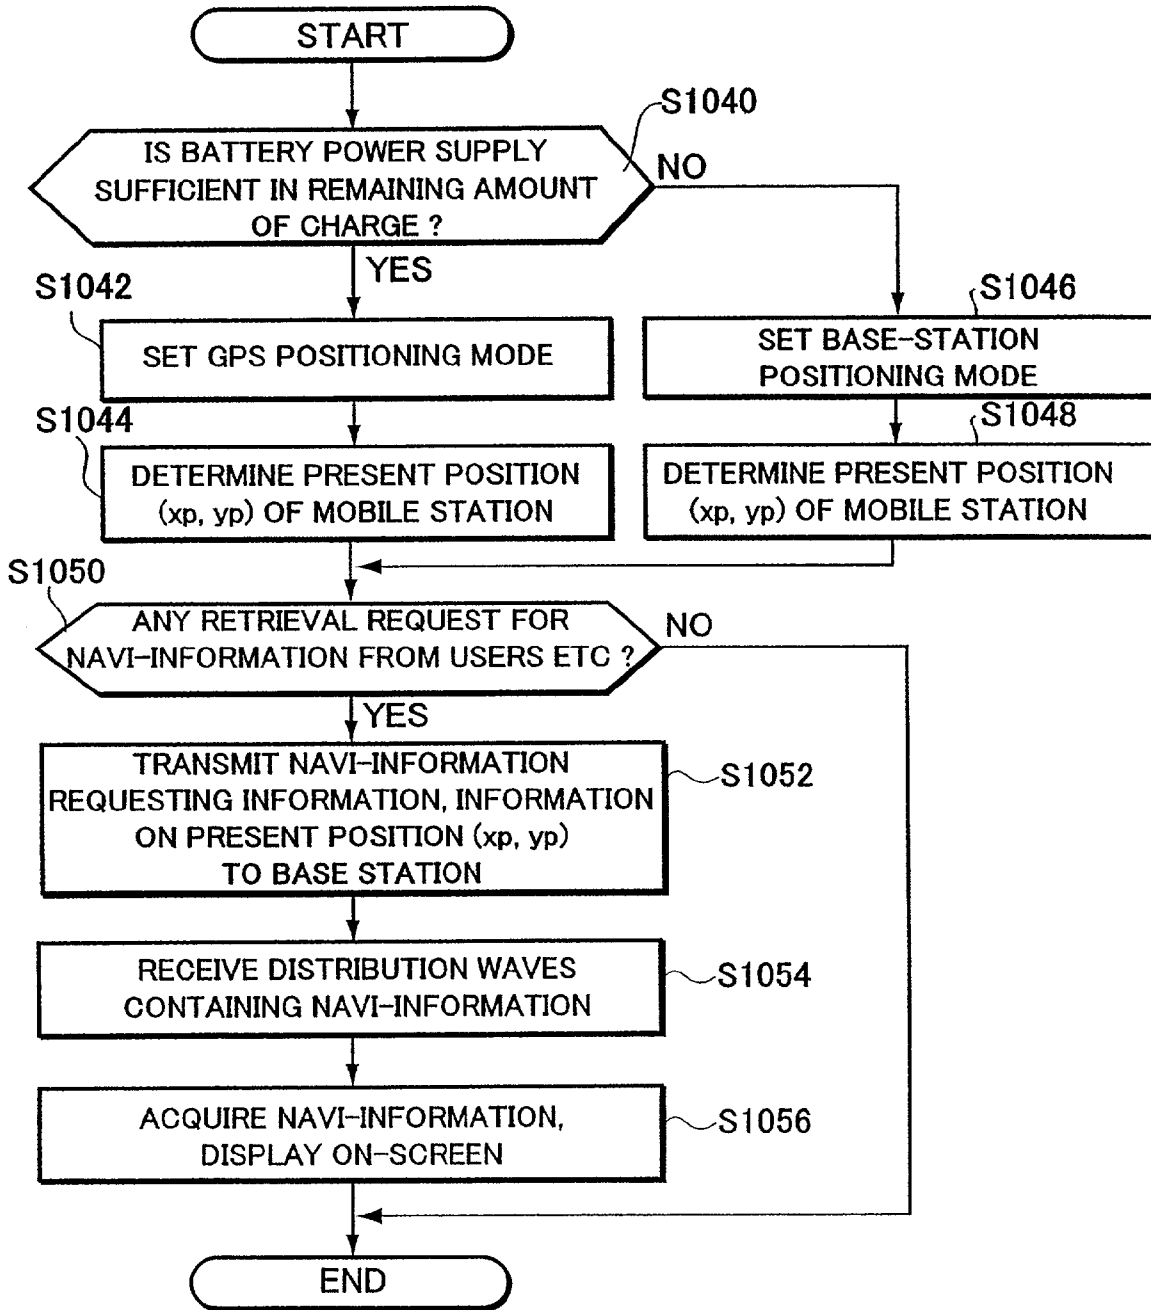 START
S1040
IS BATTERY POWER SUPPLY
SUFFICIENT IN REMAINING AMOUNT
OF CHARGE ?
NO
YES
S1042
SET GPS POSITIONING MODE
S1046
SET BASE-STATION
POSITIONING MODE
S1044
DETERMINE PRESENT POSITION
(xp, yp) OF MOBILE STATION
S1048
DETERMINE PRESENT POSITION
(xp, yp) OF MOBILE STATION
S1050
ANY RETRIEVAL REQUEST FOR
NAVI-INFORMATION FROM USERS ETC ?
NO
YES
TRANSMIT NAVI-INFORMATION
REQUESTING INFORMATION, INFORMATION
ON PRESENT POSITION (xp, yp)
TO BASE STATION
S1052
RECEIVE DISTRIBUTION WAVES
CONTAINING NAVI-INFORMATION
S1054
ACQUIRE NAVI-INFORMATION,
DISPLAY ON-SCREEN
S1056
END